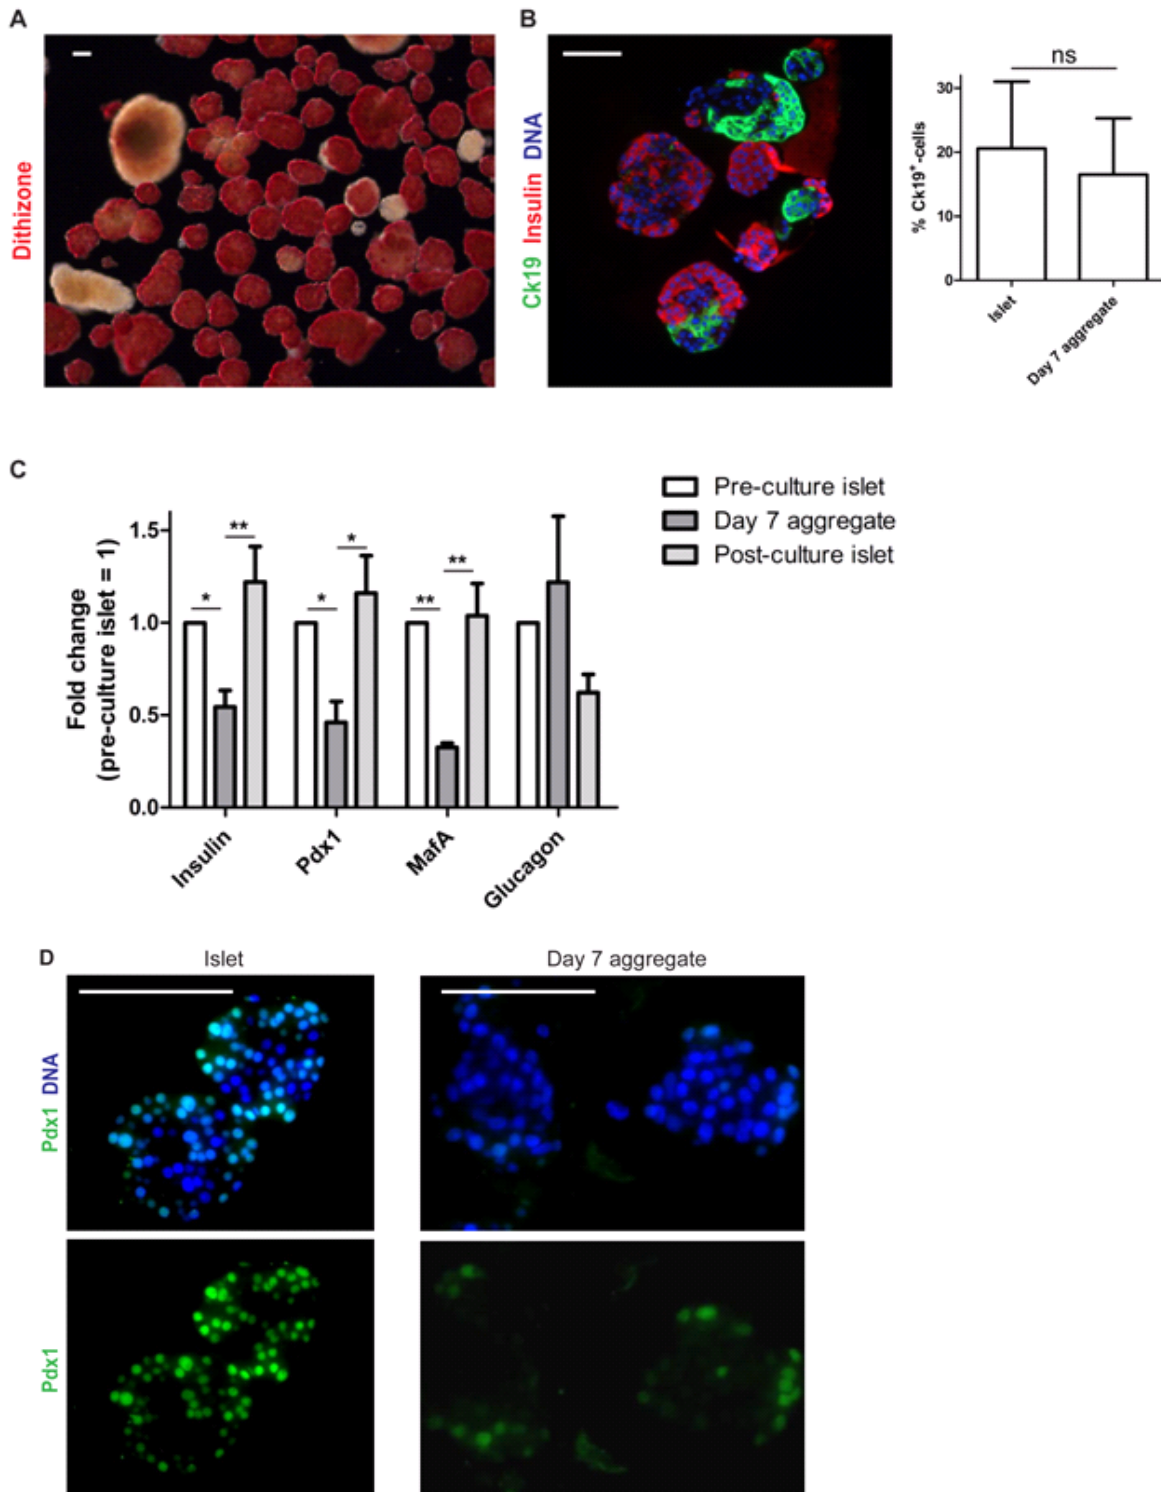 A
B
Dithizone
Ck19 Insulin DNA
ns
% Ck19+-cells
30
20
10
0
Islet
Day 7 aggregate
C
Pre-culture islet
Day 7 aggregate
Post-culture islet
Fold change
(pre-culture islet = 1)
1.5
1.0
0.5
0.0
*
**
*
*
**
**
Insulin
Pdx1
MafA
Glucagon
D
Islet
Day 7 aggregate
Pdx1 DNA
Pdx1